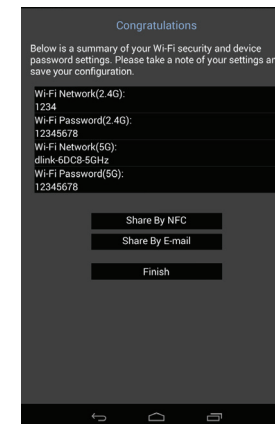 Congratulations
Below is a summary of your Wi-Fi security and device
password settings. Please take a note of your settings an
save your configuration.
Wi-Fi Network(2.4G):
1234
Wi-Fi Password(2.4G):
12345678
Wi-Fi Network(5G):
dlink-6DC8-5GHz
Wi-Fi Password(5G):
12345678
Share By NFC
Share By E-mail
Finish